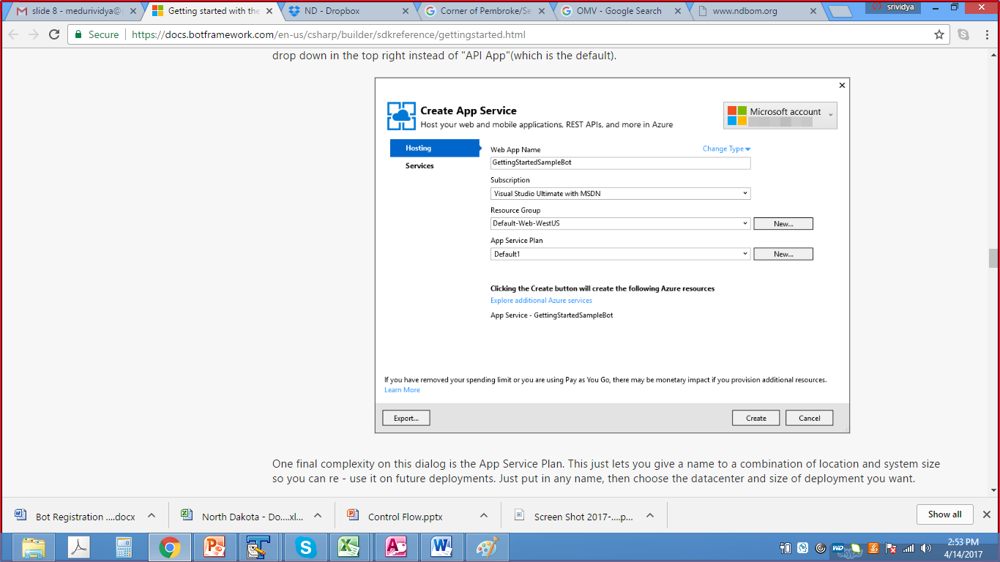 slide 8 - medurividya@
Getting started with the
ND - Dropbox
Corner of Pembroke/Se
OMV - Google Search
www.ndbom.org
srividya
Secure
https://docs.botframework.com/en-us/csharp/builder/sdkreference/gettingstarted.html
drop down in the top right instead of "API App"(which is the default).
Create App Service
Host your web and mobile applications, REST APIs, and more in Azure
Microsoft account
Hosting
Services
Web App Name
Change Type
GettingStartedSampleBot
Subscription
Visual Studio Ultimate with MSDN
Resource Group
Default-Web-WestUS
New...
App Service Plan
Default1
New...
Clicking the Create button will create the following Azure resources
Explore additional Azure services
App Service - GettingStartedSampleBot
If you have removed your spending limit or you are using Pay as You Go, there may be monetary impact if you provision additional resources.
Learn More
Export...
Create
Cancel
One final complexity on this dialog is the App Service Plan. This just lets you give a name to a combination of location and system size
so you can re - use it on future deployments. Just put in any name, then choose the datacenter and size of deployment you want.
Bot Registration ....docx
North Dakota - Do....xl...
Control Flow.pptx
Screen Shot 2017-....p...
Show all
2:53 PM
4/14/2017